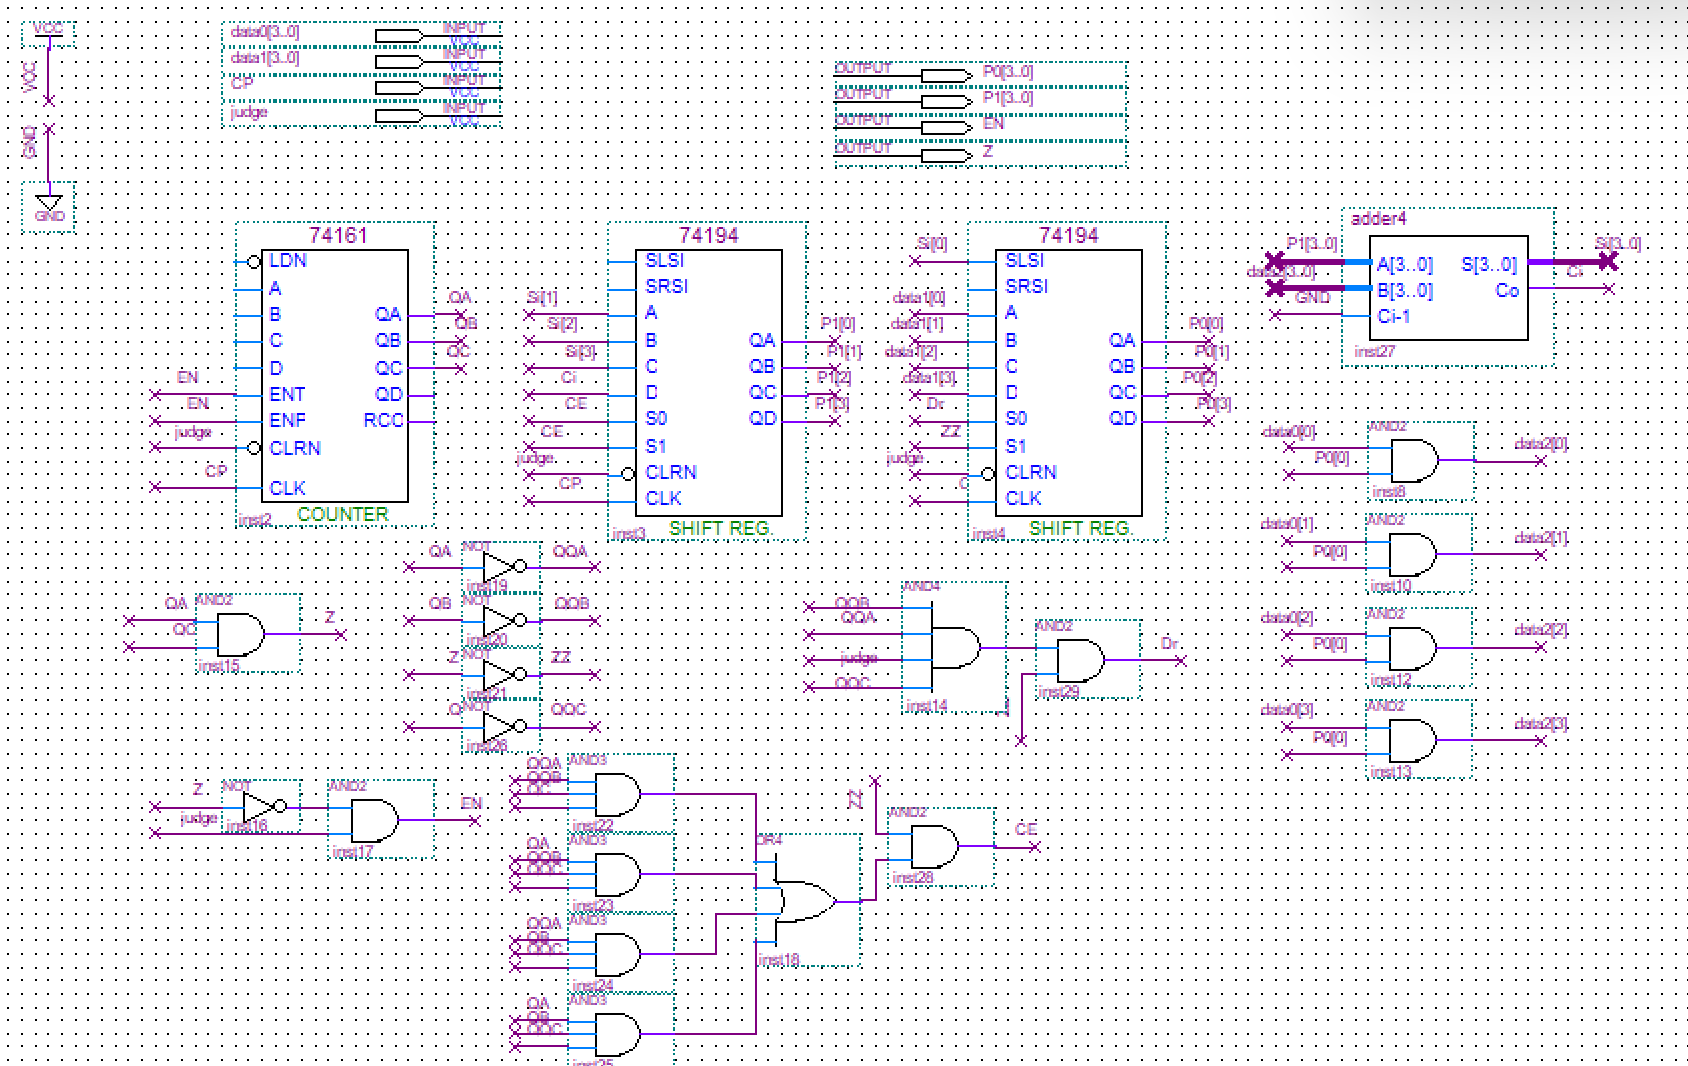 VCC
VCC
GND
GND
data0[3..0] INPUT VCC
data1[3..0] INPUT VCC
CP INPUT VCC
judge INPUT VCC
OUTPUT P0[3..0]
OUTPUT P1[3..0]
OUTPUT EN
OUTPUT Z
74161
LDN
A
B
C
D
EN ENT
EN ENP
judge CLRN
CP CLK
QA QA
QB QB
QC QC
QD
RCO
inst2 COUNTER
74194
SLSI
SRSI
Si[1] A
Si[2] B
Si[3] C
Ci D
CE S0
CE S1
judge CLRN
CP CLK
QA P1[0]
QB P1[1]
QC P1[2]
QD P1[3]
inst3 SHIFT REG.
74194
Si[0] SLSI
SRSI
data1[0] A
data1[1] B
data1[2] C
data1[3] D
Dr S0
ZZ S1
judge CLRN
CLK
QA P0[0]
QB P0[1]
QC P0[2]
QD P0[3]
inst4 SHIFT REG.
adder4
P1[3..0] A[3..0] S[3..0] Si[3..0]
B[3..0] Co Ci
GND Ci-1
inst27
AND2
data0[0]
P0[0]
data2[0]
inst8
AND2
data0[1]
P0[0]
data2[1]
inst10
AND2
data0[2]
P0[0]
data2[2]
inst12
AND2
data0[3]
P0[0]
data2[3]
inst13
QA NOT QQA
inst19
QB NOT QQB
inst20
Z NOT ZZ
inst21
NOT QQC
inst26
AND2
QA
QC
Z
inst15
AND4
QQB
QQA
judge
QQC
inst14
AND2
Dr
inst29
Z NOT
inst16
judge
AND2
EN
inst17
AND3
QQA
QQB
QC
inst22
AND3
QA
QQB
QQC
inst23
AND3
QQA
QB
QQC
inst24
AND3
QA
QB
QQC
inst25
OR4
inst18
ZZ
AND2
CE
inst28